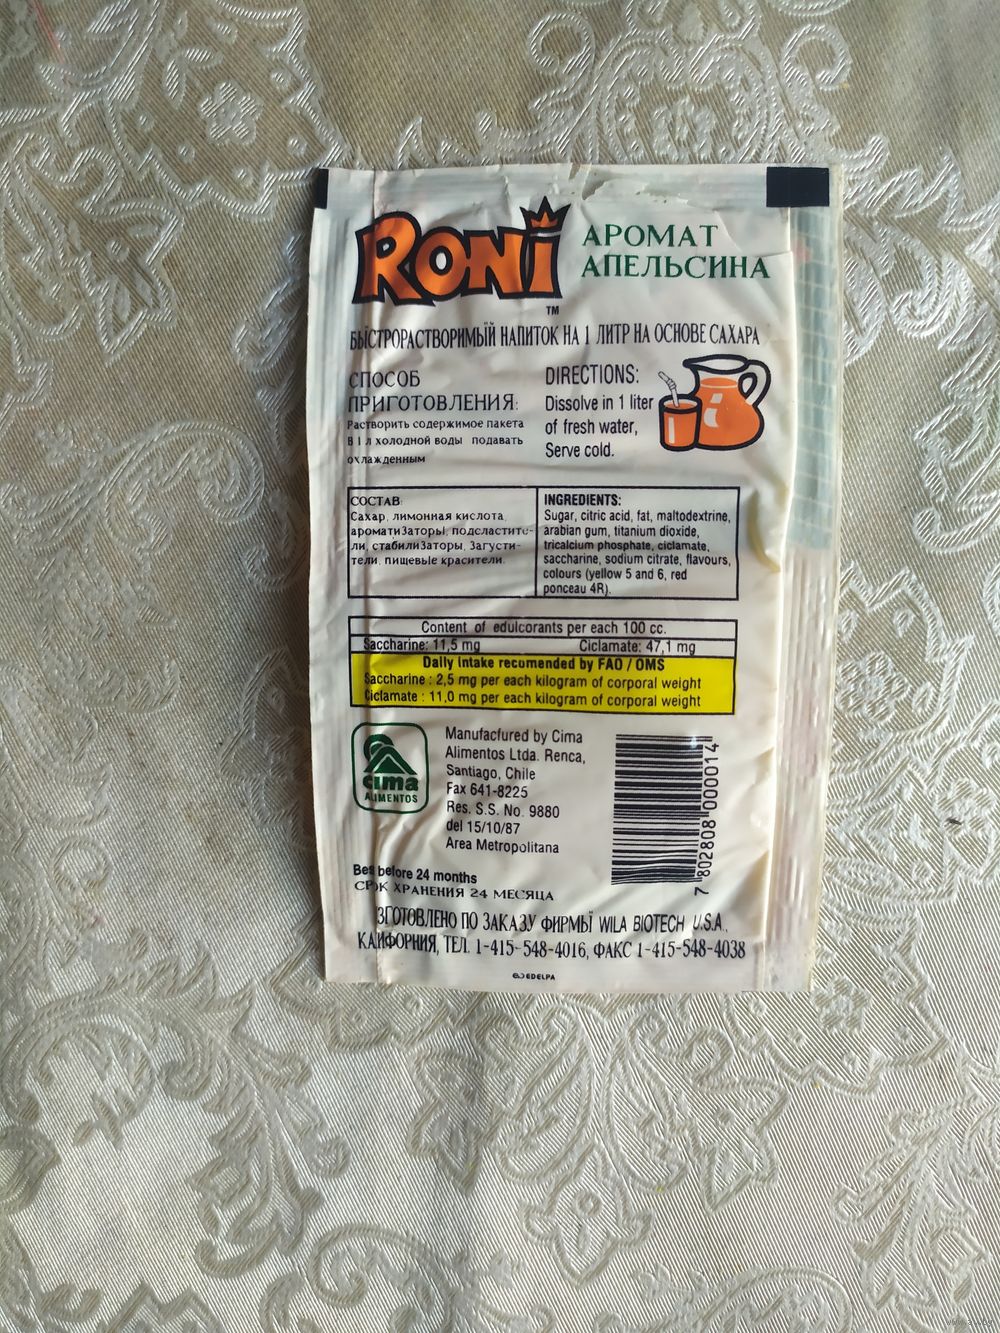 RONi
TM
АРОМАТ
АПЕЛЬСИНА
БЫСТРОРАСТВОРИМЫЙ НАПИТОК НА 1 ЛИТР НА ОСНОВЕ САХАРА
СПОСОБ
ПРИГОТОВЛЕНИЯ:
Растворить содержимое пакета
в 1 л холодной воды подавать
охлажденным
DIRECTIONS:
Dissolve in 1 liter
of fresh water,
Serve cold.
СОСТАВ
Сахар, лимонная кислота,
ароматиЗаторы, подсластите-
ли, стабилиЗаторы, Загусти-
тели, пищевые красители.
INGREDIENTS:
Sugar, citric acid, fat, maltodextrine,
arabian gum, titanium dioxide,
tricalcium phosphate, ciclamate,
saccharine, sodium citrate, flavours,
colours (yellow 5 and 6, red
ponceau 4R).
Content of edulcorants per each 100 cc.
Saccharine: 11,5 mg Ciclamate: 47,1 mg
Daily intake recomended by FAO / OMS
Saccharine : 2,5 mg per each kilogram of corporal weight
Ciclamate : 11,0 mg per each kilogram of corporal weight
cima
ALIMENTOS
Manufactured by Cima
Alimentos Ltda. Renca,
Santiago, Chile
Fax 641-8225
Res. S.S. No. 9880
del 15/10/87
Area Metropolitana
7 802808 000014
Best before 24 months
СРОК ХРАНЕНИЯ 24 МЕСЯЦА
ЗГОТОВЛЕНО ПО ЗАКАЗУ ФИРМЫ WILA BIOTECH U.S.A.,
КАЛИФОРНИЯ, ТЕЛ. 1-415-548-4016, ФАКС 1-415-548-4038
EDELPA